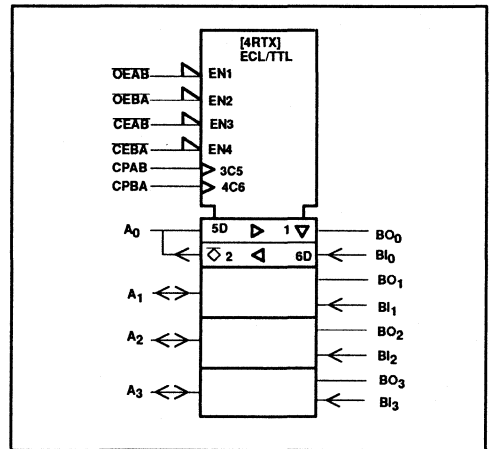 [4RTX]
ECL/TTL
OEAB EN1
OEBA EN2
CEAB EN3
CEBA EN4
CPAB 3C5
CPBA 4C6
A0 5D 1 BO0
2 6D BI0
BO1
A1
BI1
BO2
A2
BI2
BO3
A3
BI3